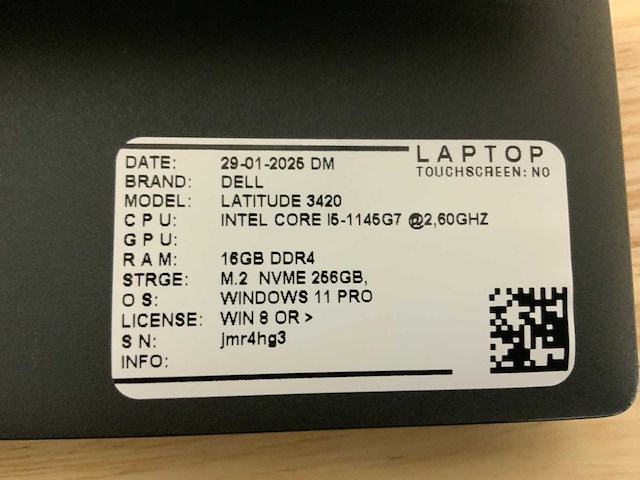 LAPTOP
TOUCHSCREEN: NO
DATE: 29-01-2025 DM
BRAND: DELL
MODEL: LATITUDE 3420
CPU: INTEL CORE I5-1145G7 @2,60GHZ
GPU:
RAM: 16GB DDR4
STRGE: M.2 NVME 256GB,
OS: WINDOWS 11 PRO
LICENSE: WIN 8 OR >
SN: jmr4hg3
INFO: